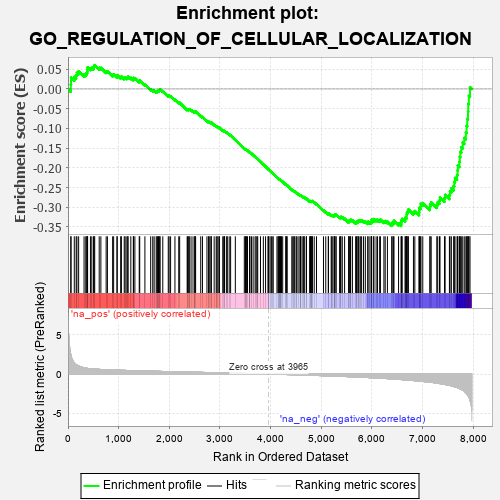 Enrichment plot:
GO_REGULATION_OF_CELLULAR_LOCALIZATION
Enrichment score (ES)
0.05
0.00
-0.05
-0.10
-0.15
-0.20
-0.25
-0.30
-0.35
'na_pos' (positively correlated)
Ranked list metric (PreRanked)
5
0
-5
Zero cross at 3965
'na_neg' (negatively correlated)
0
1,000
2,000
3,000
4,000
5,000
6,000
7,000
8,000
Rank in Ordered Dataset
Enrichment profile
Hits
Ranking metric scores